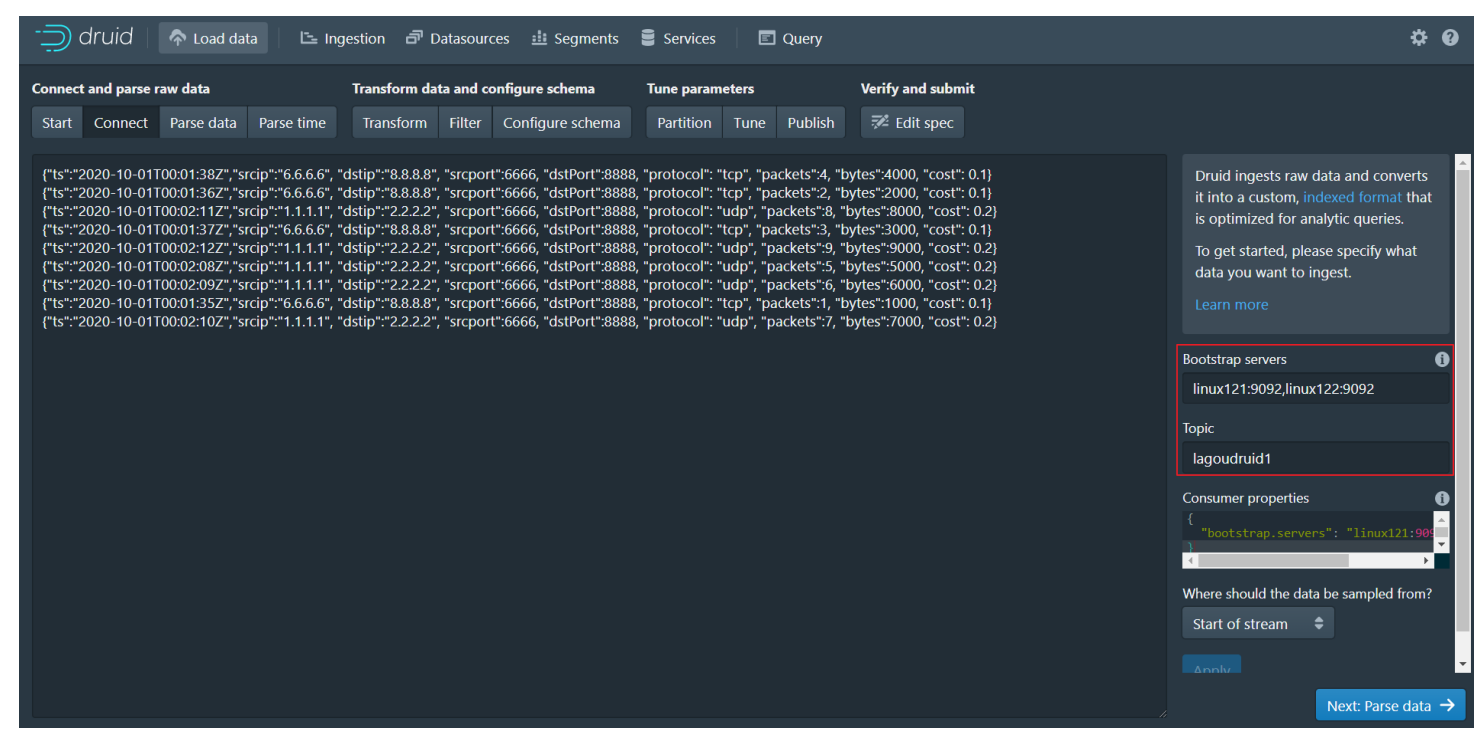 druid Load data Ingestion Datasources Segments Services Query
Connect and parse raw data Transform data and configure schema Tune parameters Verify and submit
Start Connect Parse data Parse time Transform Filter Configure schema Partition Tune Publish Edit spec
{"ts":"2020-10-01T00:01:38Z","srcip":"6.6.6.6", "dstip":"8.8.8.8", "srcport":6666, "dstPort":8888, "protocol": "tcp", "packets":4, "bytes":4000, "cost": 0.1}
{"ts":"2020-10-01T00:01:36Z","srcip":"6.6.6.6", "dstip":"8.8.8.8", "srcport":6666, "dstPort":8888, "protocol": "tcp", "packets":2, "bytes":2000, "cost": 0.1}
{"ts":"2020-10-01T00:02:11Z","srcip":"1.1.1.1", "dstip":"2.2.2.2", "srcport":6666, "dstPort":8888, "protocol": "udp", "packets":8, "bytes":8000, "cost": 0.2}
{"ts":"2020-10-01T00:01:37Z","srcip":"6.6.6.6", "dstip":"8.8.8.8", "srcport":6666, "dstPort":8888, "protocol": "tcp", "packets":3, "bytes":3000, "cost": 0.1}
{"ts":"2020-10-01T00:02:12Z","srcip":"1.1.1.1", "dstip":"2.2.2.2", "srcport":6666, "dstPort":8888, "protocol": "udp", "packets":9, "bytes":9000, "cost": 0.2}
{"ts":"2020-10-01T00:02:08Z","srcip":"1.1.1.1", "dstip":"2.2.2.2", "srcport":6666, "dstPort":8888, "protocol": "udp", "packets":5, "bytes":5000, "cost": 0.2}
{"ts":"2020-10-01T00:02:09Z","srcip":"1.1.1.1", "dstip":"2.2.2.2", "srcport":6666, "dstPort":8888, "protocol": "udp", "packets":6, "bytes":6000, "cost": 0.2}
{"ts":"2020-10-01T00:01:35Z","srcip":"6.6.6.6", "dstip":"8.8.8.8", "srcport":6666, "dstPort":8888, "protocol": "tcp", "packets":1, "bytes":1000, "cost": 0.1}
{"ts":"2020-10-01T00:02:10Z","srcip":"1.1.1.1", "dstip":"2.2.2.2", "srcport":6666, "dstPort":8888, "protocol": "udp", "packets":7, "bytes":7000, "cost": 0.2}
Druid ingests raw data and converts
it into a custom, indexed format that
is optimized for analytic queries.
To get started, please specify what
data you want to ingest.
Learn more
Bootstrap servers
linux121:9092,linux122:9092
Topic
lagoudruid1
Consumer properties
{
"bootstrap.servers": "linux121:909
}
Where should the data be sampled from?
Start of stream
Apply
Next: Parse data